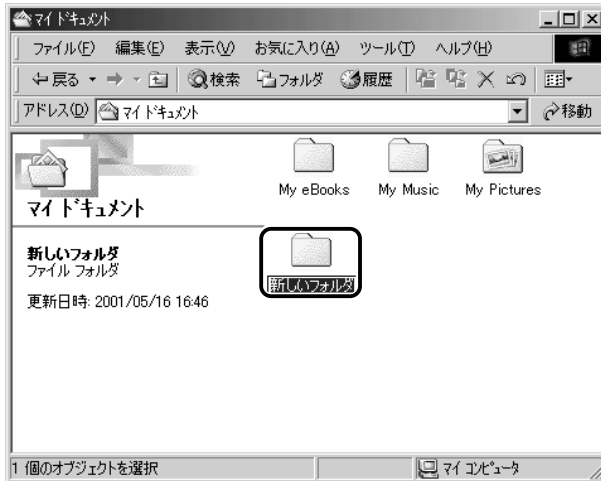 マイ ドキュメント
ファイル(F) 編集(E) 表示(V) お気に入り(A) ツール(T) ヘルプ(H)
戻る 検索 フォルダ 履歴
アドレス(D) マイ ドキュメント 移動
My eBooks My Music My Pictures
マイ ドキュメント
新しいフォルダ
ファイル フォルダ
新しいフォルダ
更新日時: 2001/05/16 16:46
1 個のオブジェクトを選択 マイ コンピュータ